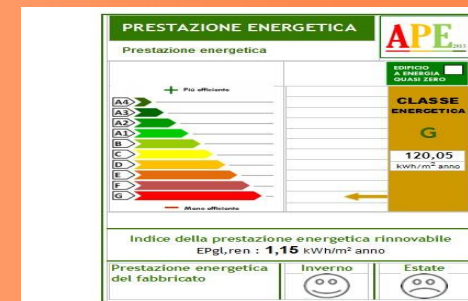 PRESTAZIONE ENERGETICA
APE 2015
Prestazione energetica
EDIFICIO
A ENERGIA
QUASI ZERO
+ Più efficiente
A4
A3
A2
A1
B
C
D
E
F
G
— Meno efficiente
CLASSE
ENERGETICA
G
120,05
kWh/m² anno
Indice della prestazione energetica rinnovabile
EPgl,ren : 1,15 kWh/m² anno
Prestazione energetica
del fabbricato
Inverno
Estate